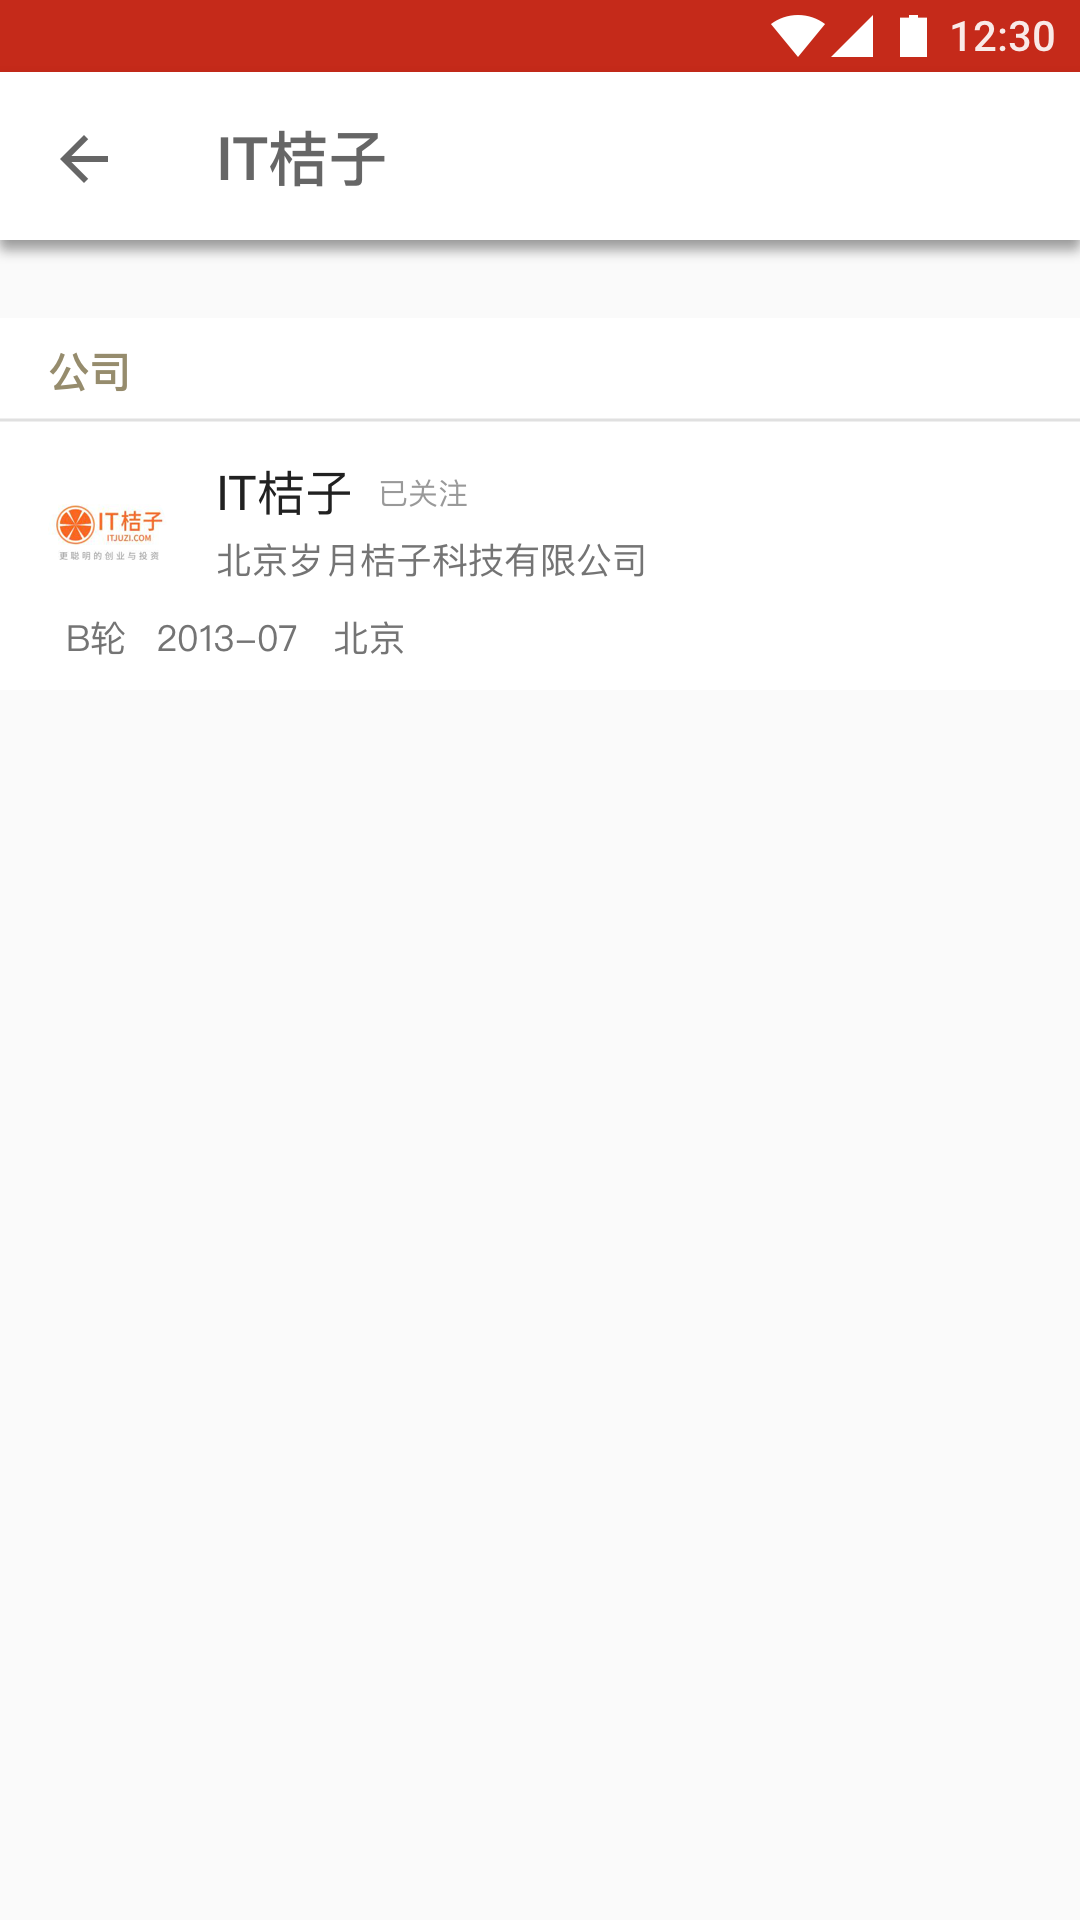 12:30
IT桔子
公司
IT桔子 已关注
IT桔子
ITJUZI.COM
更聪明的创业与投资
北京岁月桔子科技有限公司
B轮 2013-07 北京